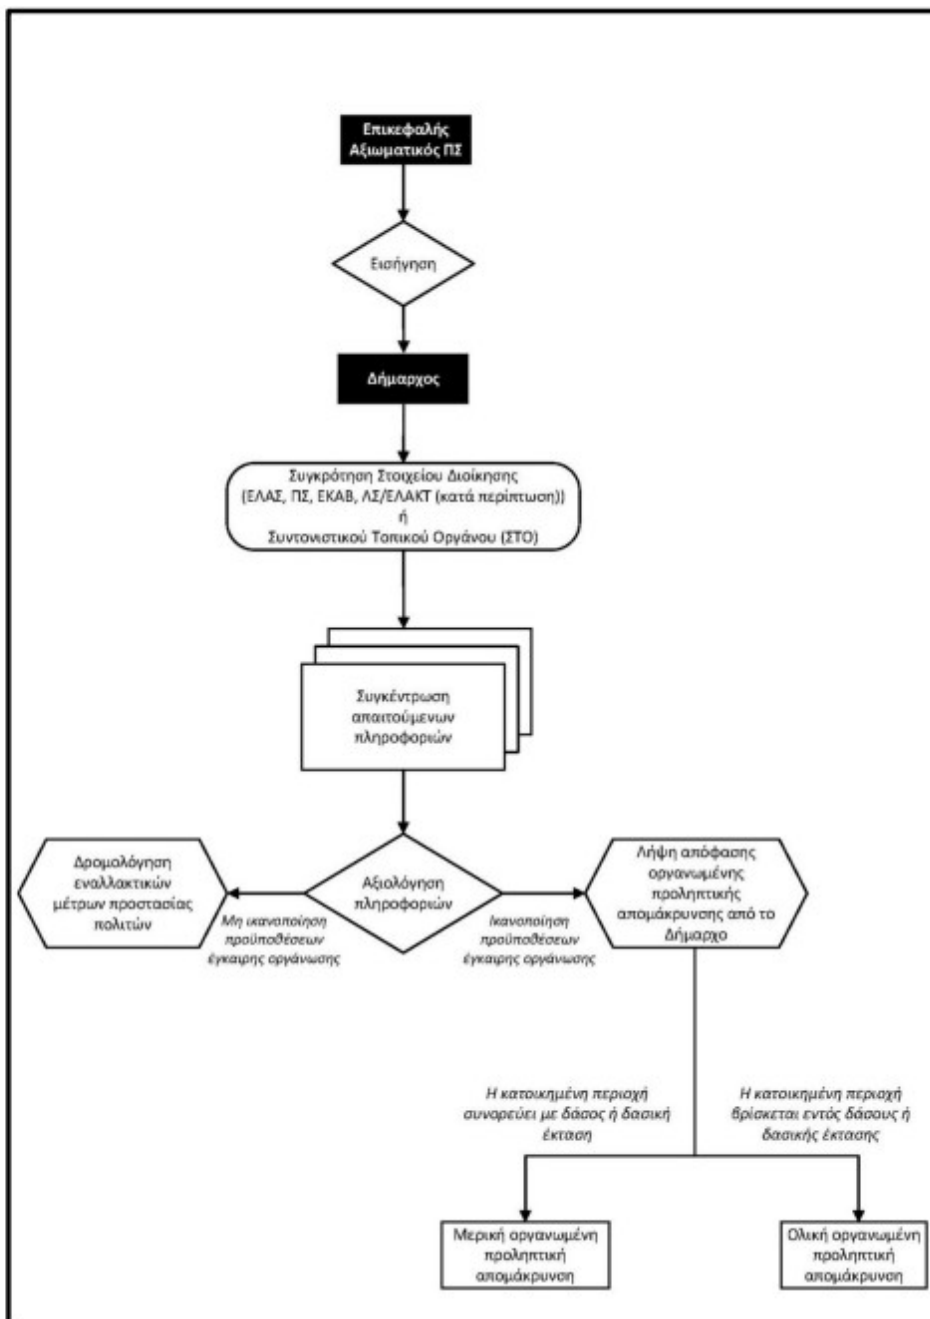 Επικεφαλής
Αξιωματικός ΠΣ
Εισήγηση
Δήμαρχος
Συγκρότηση Στοιχείου Διοίκησης
(ΕΛΑΣ, ΠΣ, ΕΚΑΒ, ΛΣ/ΕΛΑΚΤ (κατά περίπτωση))
ή
Συντονιστικού Τοπικού Οργάνου (ΣΤΟ)
Συγκέντρωση
απαιτούμενων
πληροφοριών
Δρομολόγηση
εναλλακτικών
μέτρων προστασίας
πολιτών
Αξιολόγηση
πληροφοριών
Λήψη απόφασης
οργανωμένης
προληπτικής
απομάκρυνσης από το
Δήμαρχο
Μη ικανοποίηση
προϋποθέσεων
έγκαιρης οργάνωσης
Ικανοποίηση
προϋποθέσεων
έγκαιρης οργάνωσης
Η κατοικημένη περιοχή
συνορεύει με δάσος ή δασική
έκταση
Η κατοικημένη περιοχή
βρίσκεται εντός δάσους ή
δασικής έκτασης
Μερική οργανωμένη
προληπτική
απομάκρυνση
Ολική οργανωμένη
προληπτική
απομάκρυνση